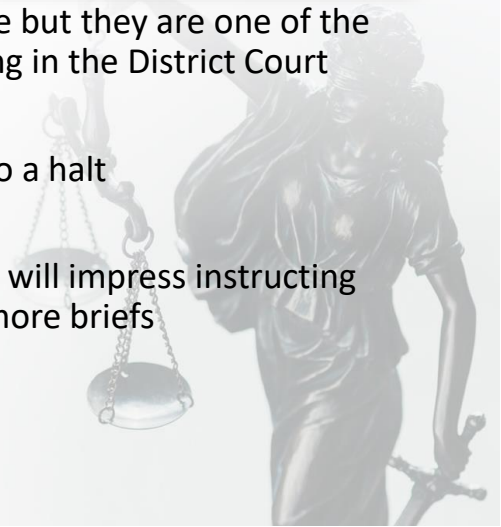 e but they are one of the
ng in the District Court
o a halt
will impress instructing
more briefs